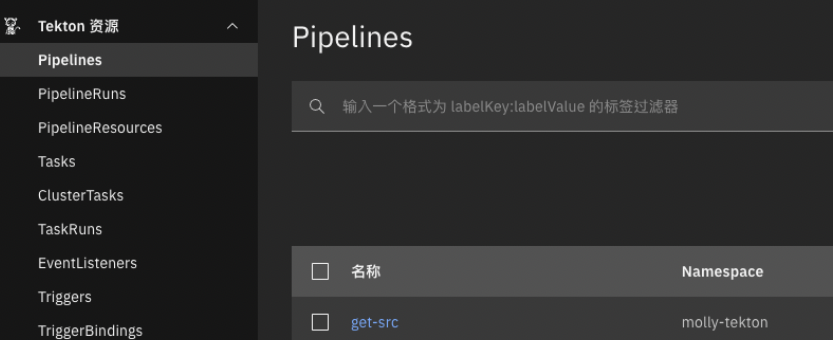 Tekton 资源
Pipelines
PipelineRuns
PipelineResources
Tasks
ClusterTasks
TaskRuns
EventListeners
Triggers
TriggerBindings
Pipelines
输入一个格式为 labelKey:labelValue 的标签过滤器
名称 Namespace
get-src molly-tekton